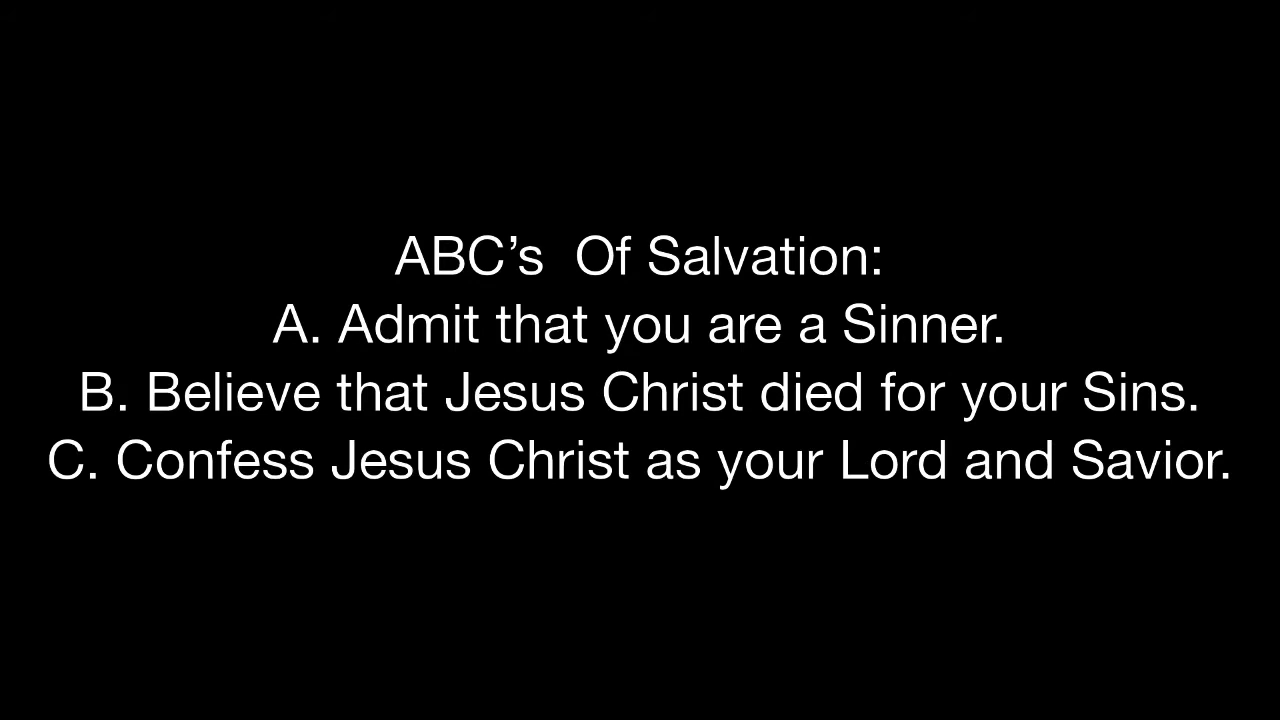 ABC’s  Of Salvation:
A. Admit that you are a Sinner.
B. Believe that Jesus Christ died for your Sins.
C. Confess Jesus Christ as your Lord and Savior.